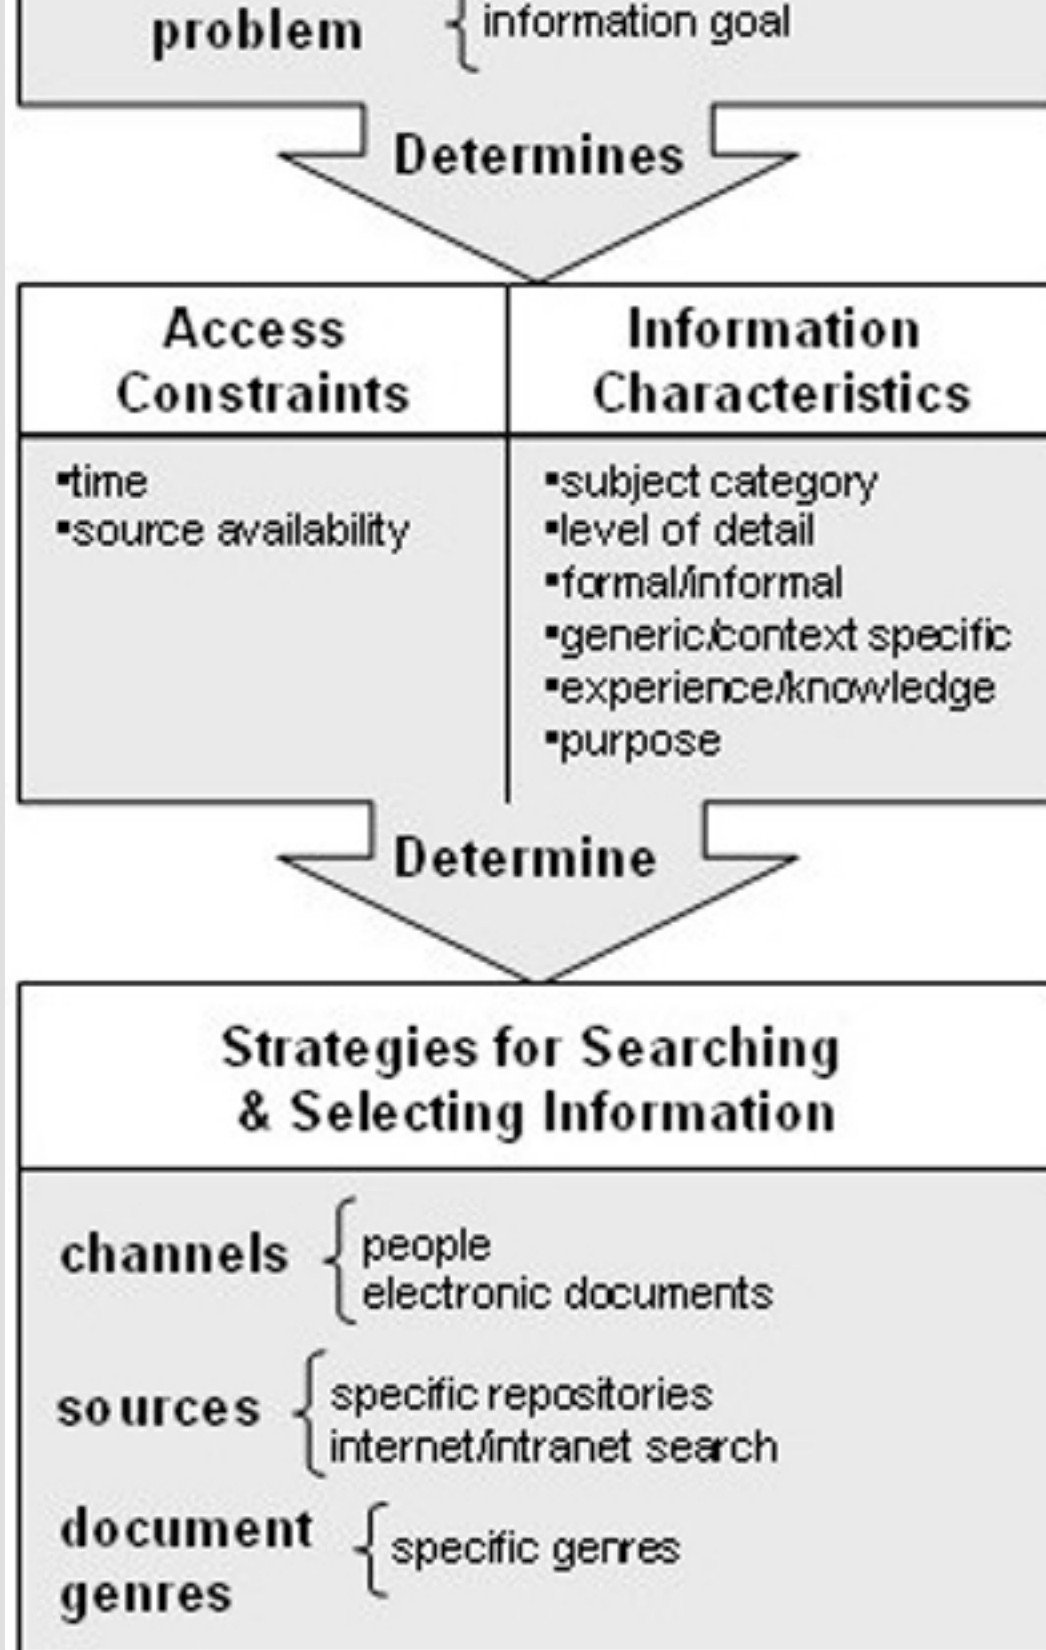 problem { information goal
Determines
Access
Constraints
Information
Characteristics
▪time
▪source availability
▪subject category
▪level of detail
▪formal/informal
▪generic/context specific
▪experience/knowledge
▪purpose
Determine
Strategies for Searching
& Selecting Information
channels { people
electronic documents
sources { specific repositories
internet/intranet search
document
genres { specific genres